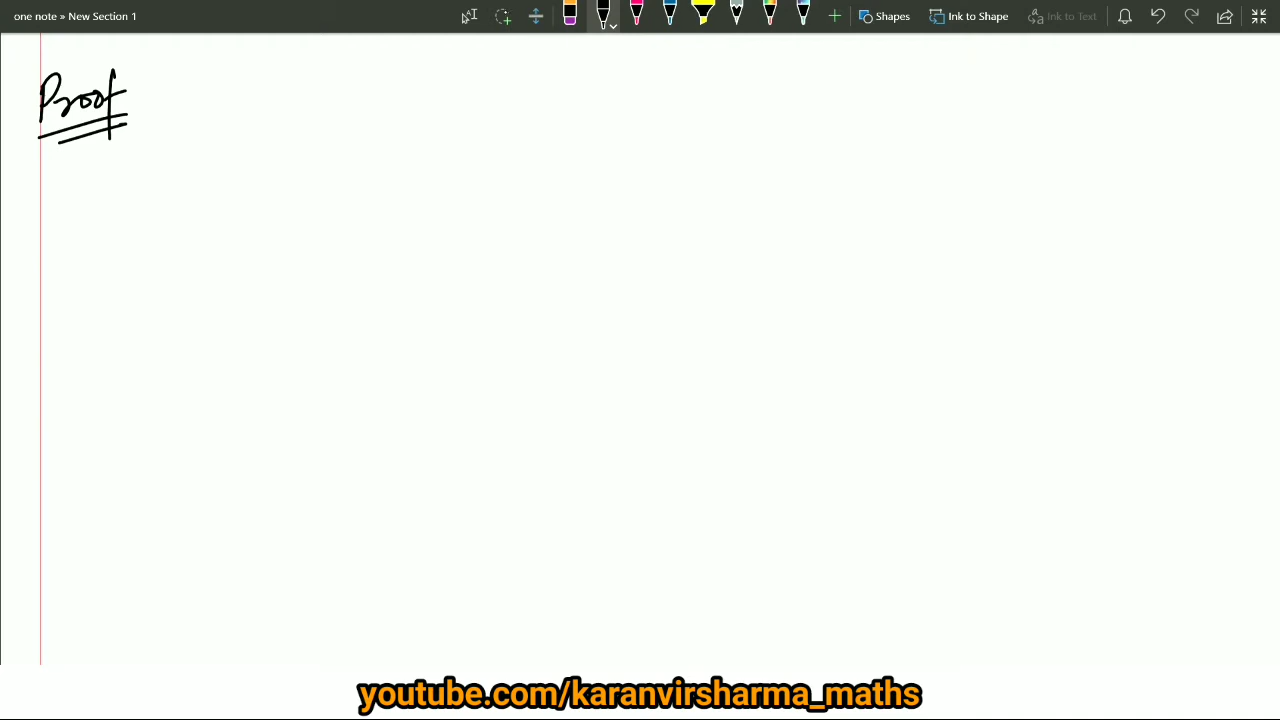 one note » New Section 1
Shapes
Ink to Shape
Ink to Text
Proof
youtube.com/karanvirsharma_maths